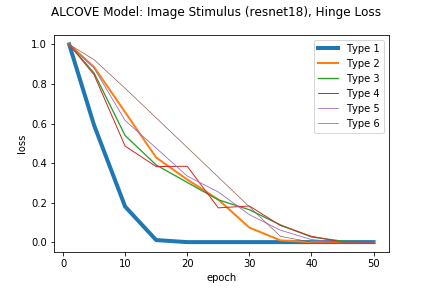 ALCOVE Model: Image Stimulus (resnet18), Hinge Loss
1.0
0.8
0.6
0.4
0.2
0.0
loss
0
10
20
30
40
50
epoch
Type 1
Type 2
Type 3
Type 4
Type 5
Type 6